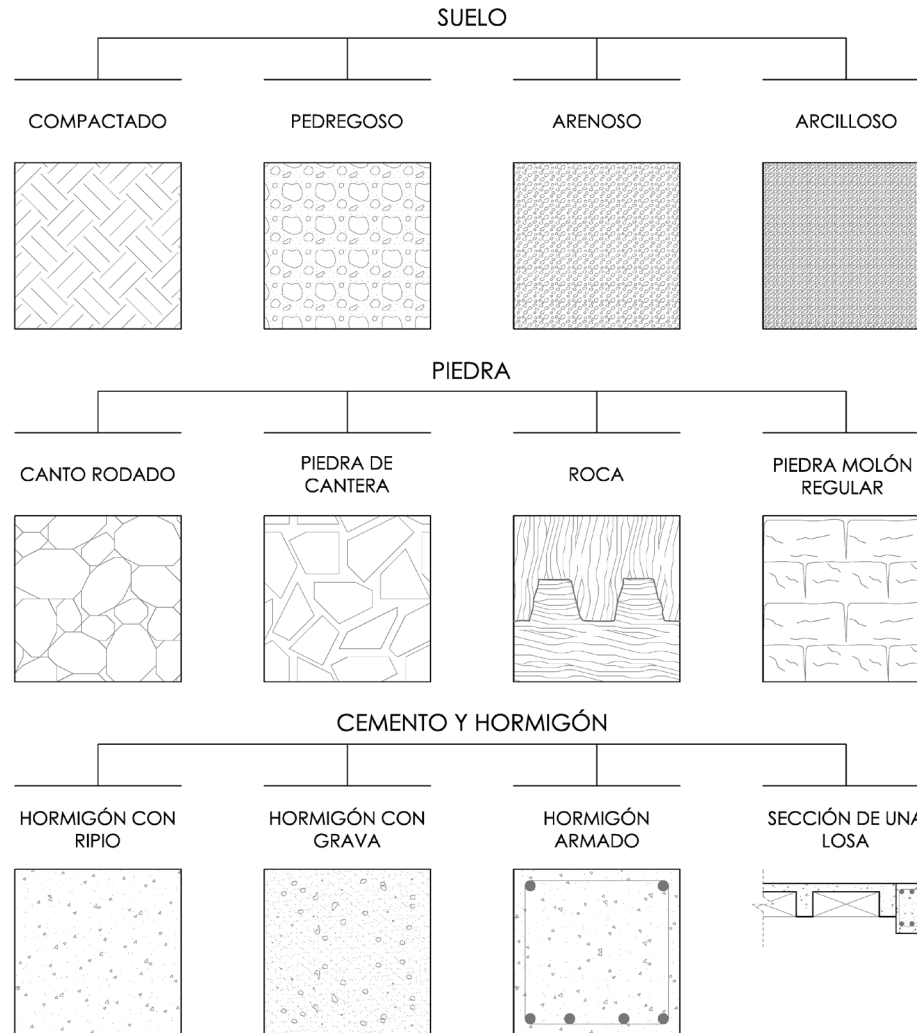 SUELO
COMPACTADO
PEDREGOSO
ARENOSO
ARCILLOSO
PIEDRA
CANTO RODADO
PIEDRA DE
CANTERA
ROCA
PIEDRA MOLÓN
REGULAR
CEMENTO Y HORMIGÓN
HORMIGÓN CON
RIPIO
HORMIGÓN CON
GRAVA
HORMIGÓN
ARMADO
SECCIÓN DE UNA
LOSA